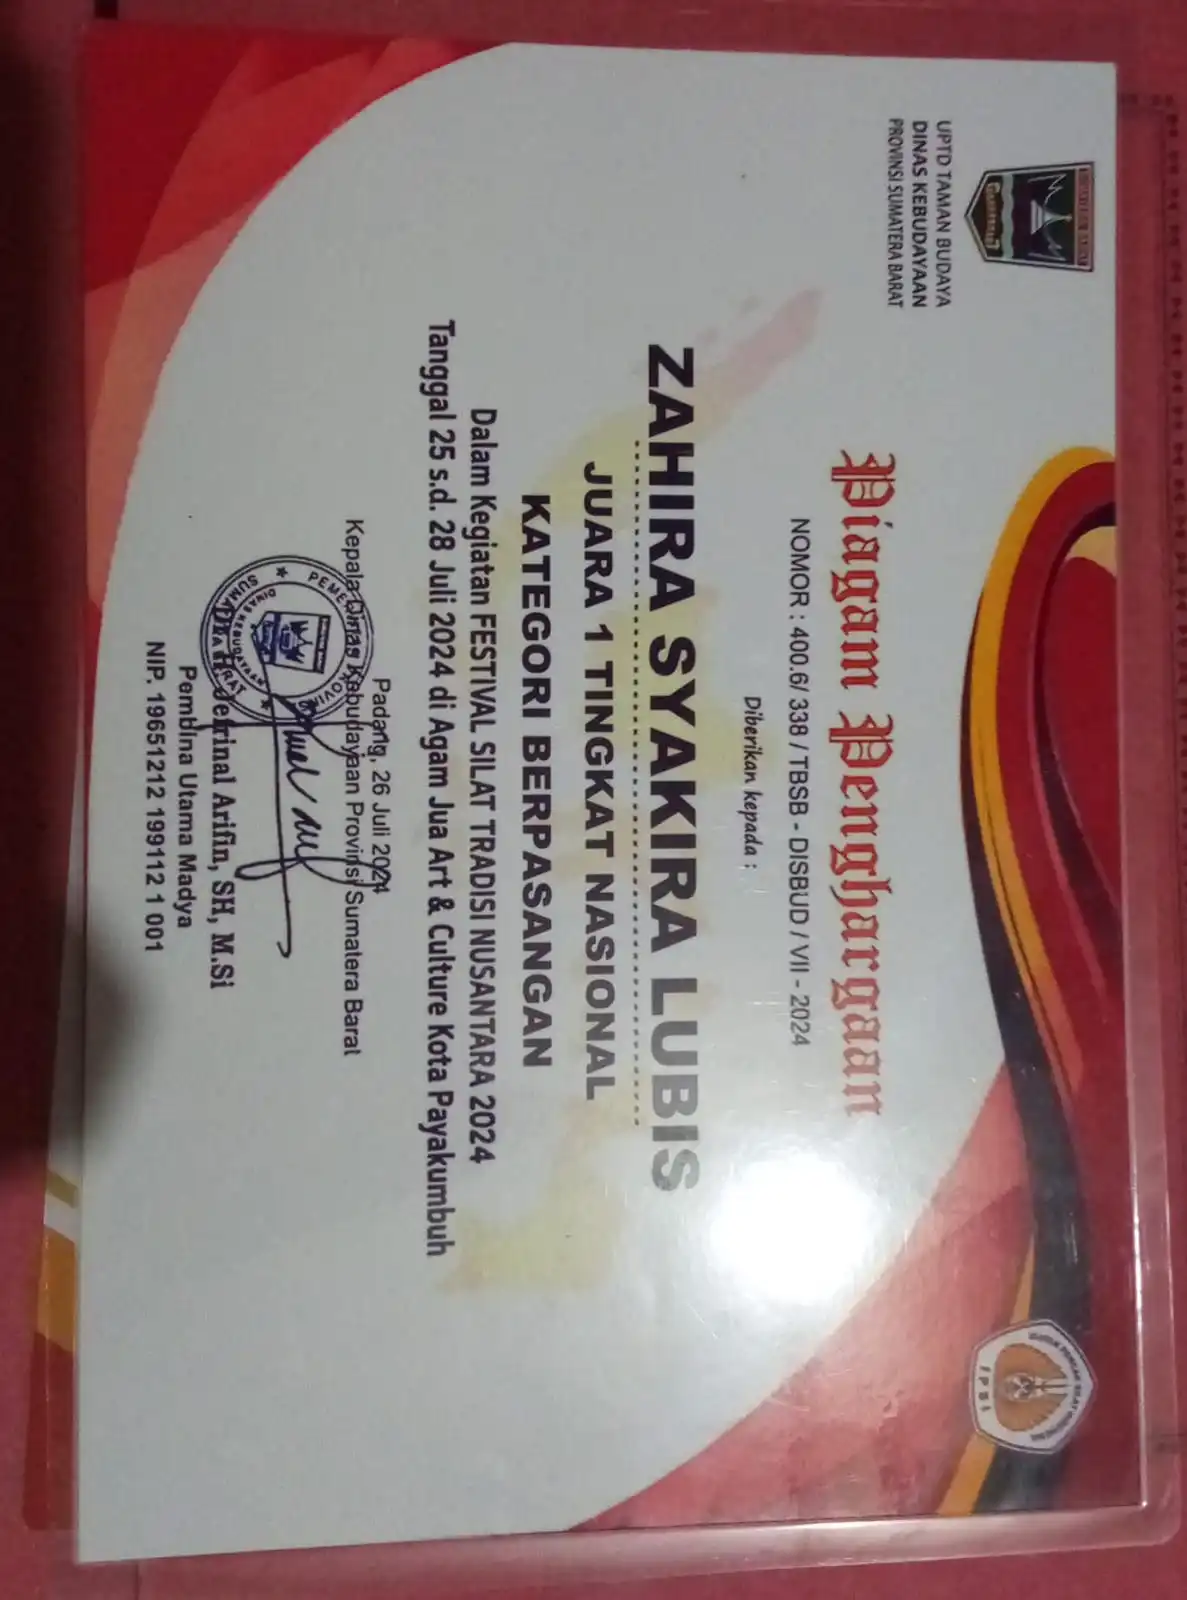 UPTD TAMAN BUDAYA
DINAS KEBUDAYAAN
PROVINSI SUMATERA BARAT
IPSI
Piagam Penghargaan
NOMOR : 400.6/ 338 / TBSB - DISBUD / VII - 2024
Diberikan kepada :
ZAHIRA SYAKIRA LUBIS
JUARA 1 TINGKAT NASIONAL
KATEGORI BERPASANGAN
Dalam Kegiatan FESTIVAL SILAT TRADISI NUSANTARA 2024
Tanggal 25 s.d. 28 Juli 2024 di Agam Jua Art & Culture Kota Payakumbuh
Padang, 26 Juli 2024
Kepala Dinas Kebudayaan Provinsi Sumatera Barat
DINAS KEBUDAYAAN
Jefrinal Arifin, SH, M.Si
Pembina Utama Madya
NIP. 19651212 199112 1 001